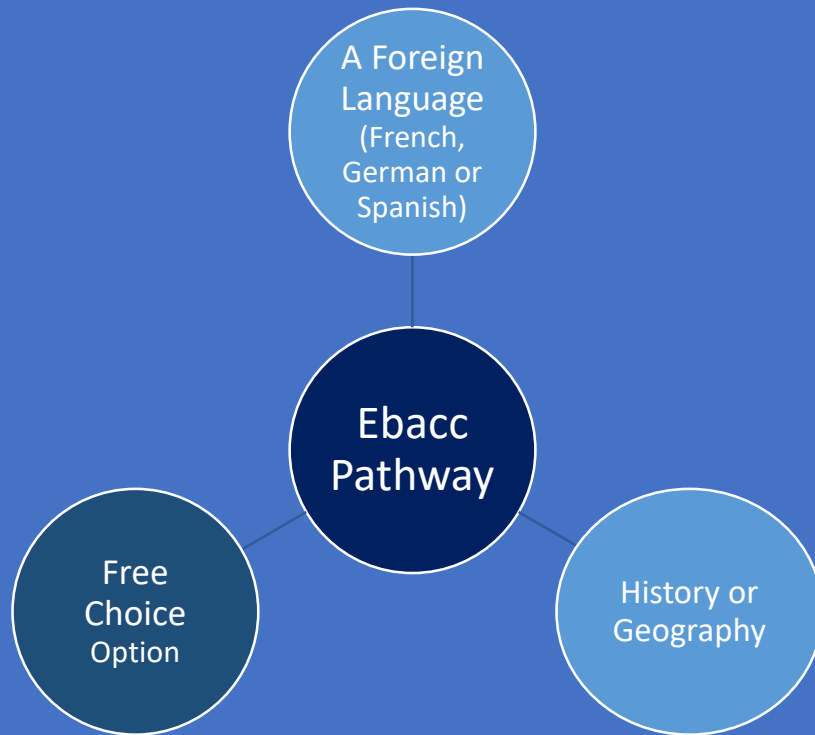 A Foreign
Language
(French,
German or
Spanish)
Ebacc
Pathway
Free
Choice
Option
History or
Geography